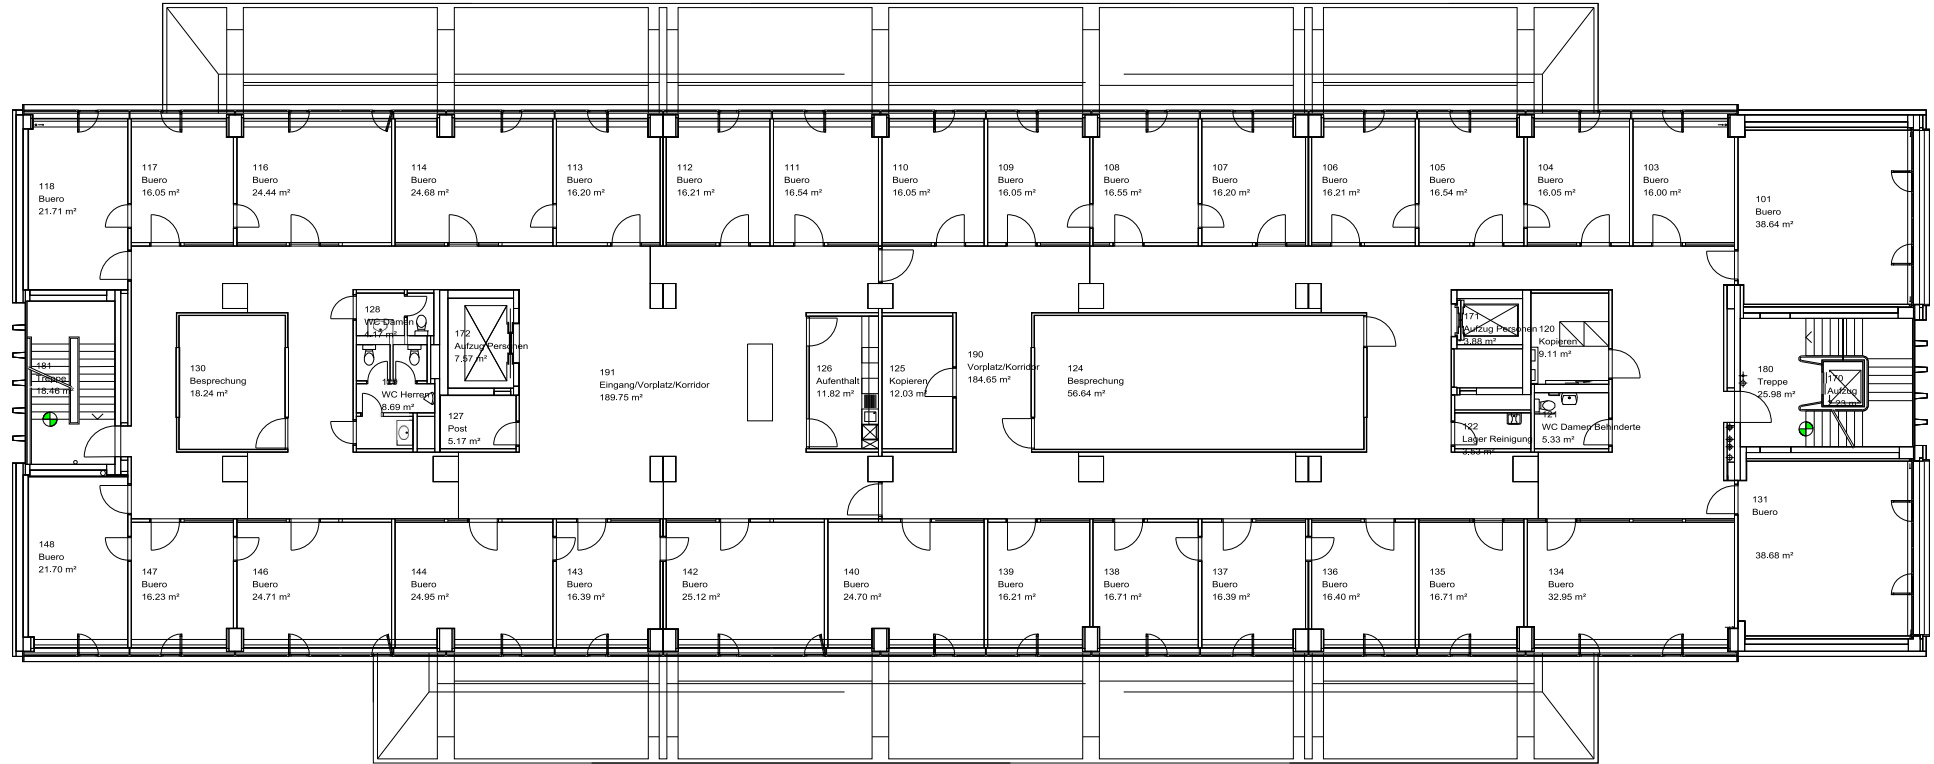 118
Buero
21.71 m²
117
Buero
16,05 m²
116
Buero
24.44 m²
114
Buero
24.68 m²
113
Buero
16,20 m²
112
Buero
16,21 m²
111
Buero
16,54 m²
110
Buero
16,05 m²
109
Buero
16,05 m²
108
Buero
16,55 m²
107
Buero
16,20 m²
106
Buero
16,21 m²
105
Buero
16,54 m²
104
Buero
16,05 m²
103
Buero
16,00 m²
101
Buero
38.64 m²
181
Treppe
18.46 m²
130
Besprechung
18.24 m²
128
WC Damen
4.17 m²
129
WC Herren
8.69 m²
172
Aufzug Personen
7.57 m²
127
Post
5.17 m²
191
Eingang/Vorplatz/Korridor
189.75 m²
126
Aufenthalt
11.82 m²
125
Kopieren
12.03 m²
190
Vorplatz/Korridor
184.65 m²
124
Besprechung
56.64 m²
171
Aufzug Personen
3.88 m²
120
Kopieren
9.11 m²
122
Lager Reinigung
3.53 m²
121
WC Damen Behinderte
5,33 m²
180
Treppe
25.98 m²
170
Aufzug
148
Buero
21.70 m²
147
Buero
16.23 m²
146
Buero
24.71 m²
144
Buero
24.95 m²
143
Buero
16.39 m²
142
Buero
25.12 m²
140
Buero
24.70 m²
139
Buero
16.21 m²
138
Buero
16.71 m²
137
Buero
16.39 m²
136
Buero
16.40 m²
135
Buero
16.71 m²
134
Buero
32.95 m²
131
Buero
38.68 m²